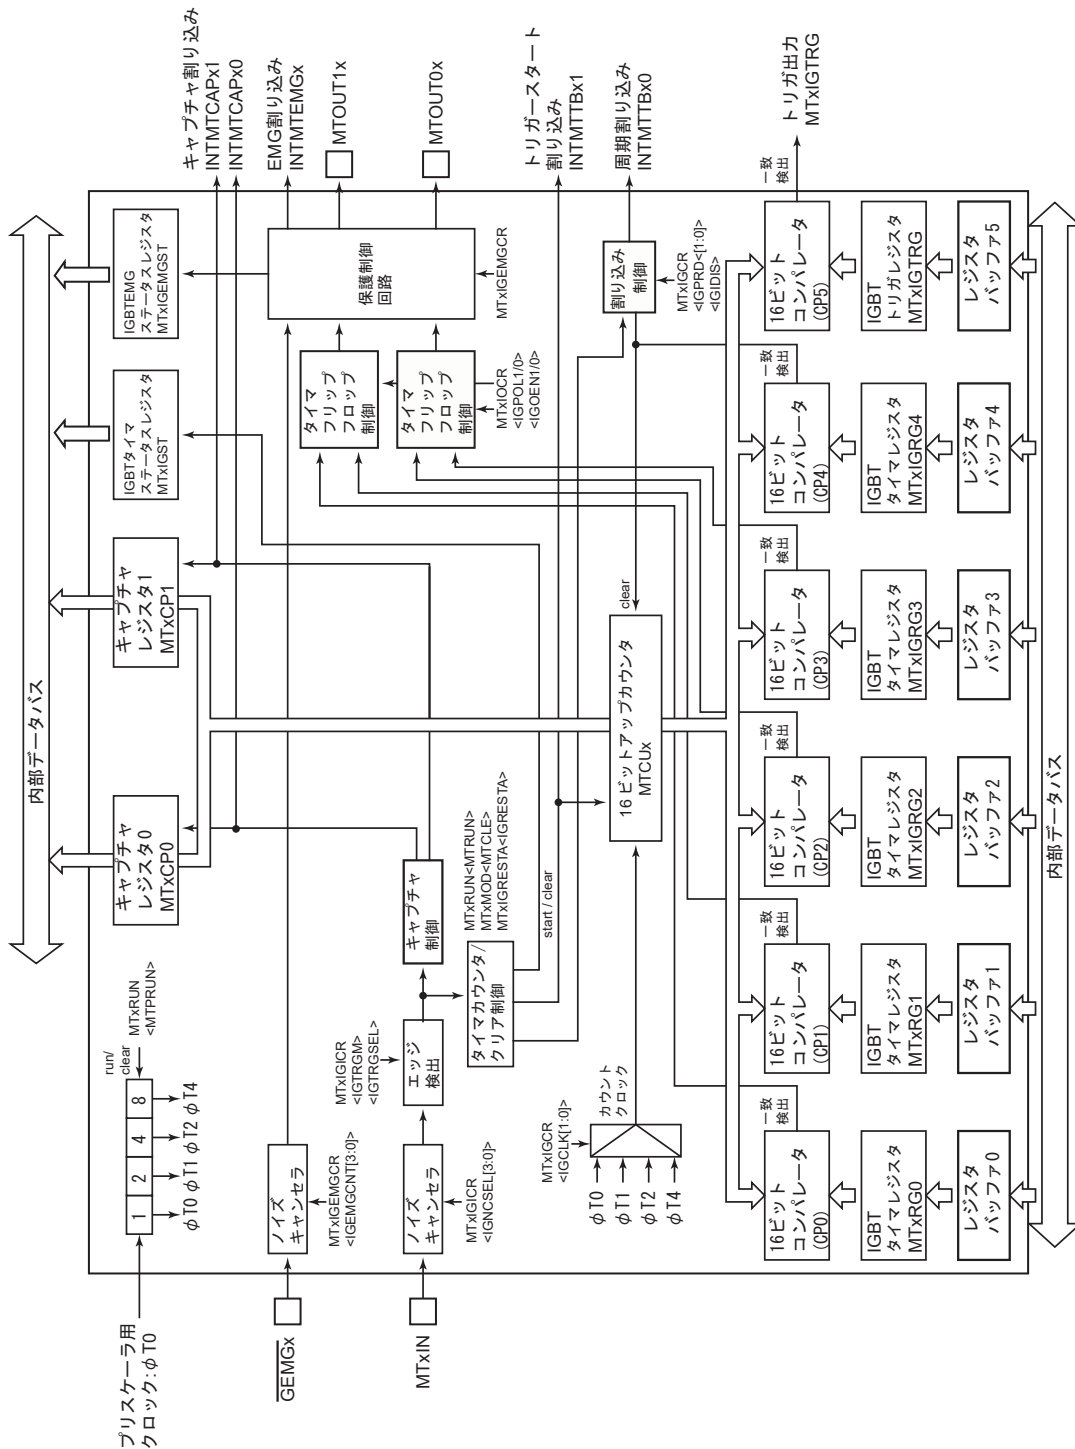 内部データバス
プリスケーラ用
クロック:φT0
1
2
4
8
run/
clear
MTxRUN
<MTPRUN>
φT0
φT1
φT2
φT4
キャプチャ
レジスタ0
MTxCP0
キャプチャ
レジスタ1
MTxCP1
IGBTタイマ
ステータスレジスタ
MTxIGST
IGBTEMG
ステータスレジスタ
MTxIGEMGST
キャプチャ割り込み
INTMTCAPx1
INTMTCAPx0
GEMGx
ノイズ
キャンセラ
MTxIGEMGCR
<IGEMGCNT[3:0]>
タイマ
フリップ
フロップ
制御
保護制御
回路
MTxIGEMGCR
EMG割り込み
INTMTEMGx
MTOUT1x
MTOUT0x
MTxIN
ノイズ
キャンセラ
MTxIGICR
<IGNCSEL[3:0]>
MTxIGICR
<IGTRGM>
<IGTRGSEL>
エッジ
検出
キャプチャ
制御
タイマ
フリップ
フロップ
制御
MTxIOCR
<IGPOL1/0>
<IGOEN1/0>
タイマカウンタ/
クリア制御
MTxRUN<MTRUN>
MTxMOD<MTCLE>
MTxIGRESTA<IGRESTA>
start / clear
トリガースタート
割り込み
INTMTTBx1
周期割り込み
INTMTTBx0
割り込み
制御
MTxIGCR
<IGPRD<[1:0]>
<IGIDIS>
MTxIGCR
<IGCLK[1:0]>
φT0
φT1
φT2
φT4
カウント
クロック
16 ビットアップカウンタ
MTCUx
clear
一致
検出
一致
検出
一致
検出
一致
検出
一致
検出
一致
検出
トリガ出力
MTxIGTRG
16ビット
コンパレータ
(CP0)
16ビット
コンパレータ
(CP1)
16ビット
コンパレータ
(CP2)
16ビット
コンパレータ
(CP3)
16ビット
コンパレータ
(CP4)
16ビット
コンパレータ
(CP5)
IGBT
タイマレジスタ
MTxRG0
IGBT
タイマレジスタ
MTxRG1
IGBT
タイマレジスタ
MTxIGRG2
IGBT
タイマレジスタ
MTxIGRG3
IGBT
タイマレジスタ
MTxIGRG4
IGBT
トリガレジスタ
MTxIGTRG
レジスタ
バッファ0
レジスタ
バッファ1
レジスタ
バッファ2
レジスタ
バッファ3
レジスタ
バッファ4
レジスタ
バッファ5
内部データバス